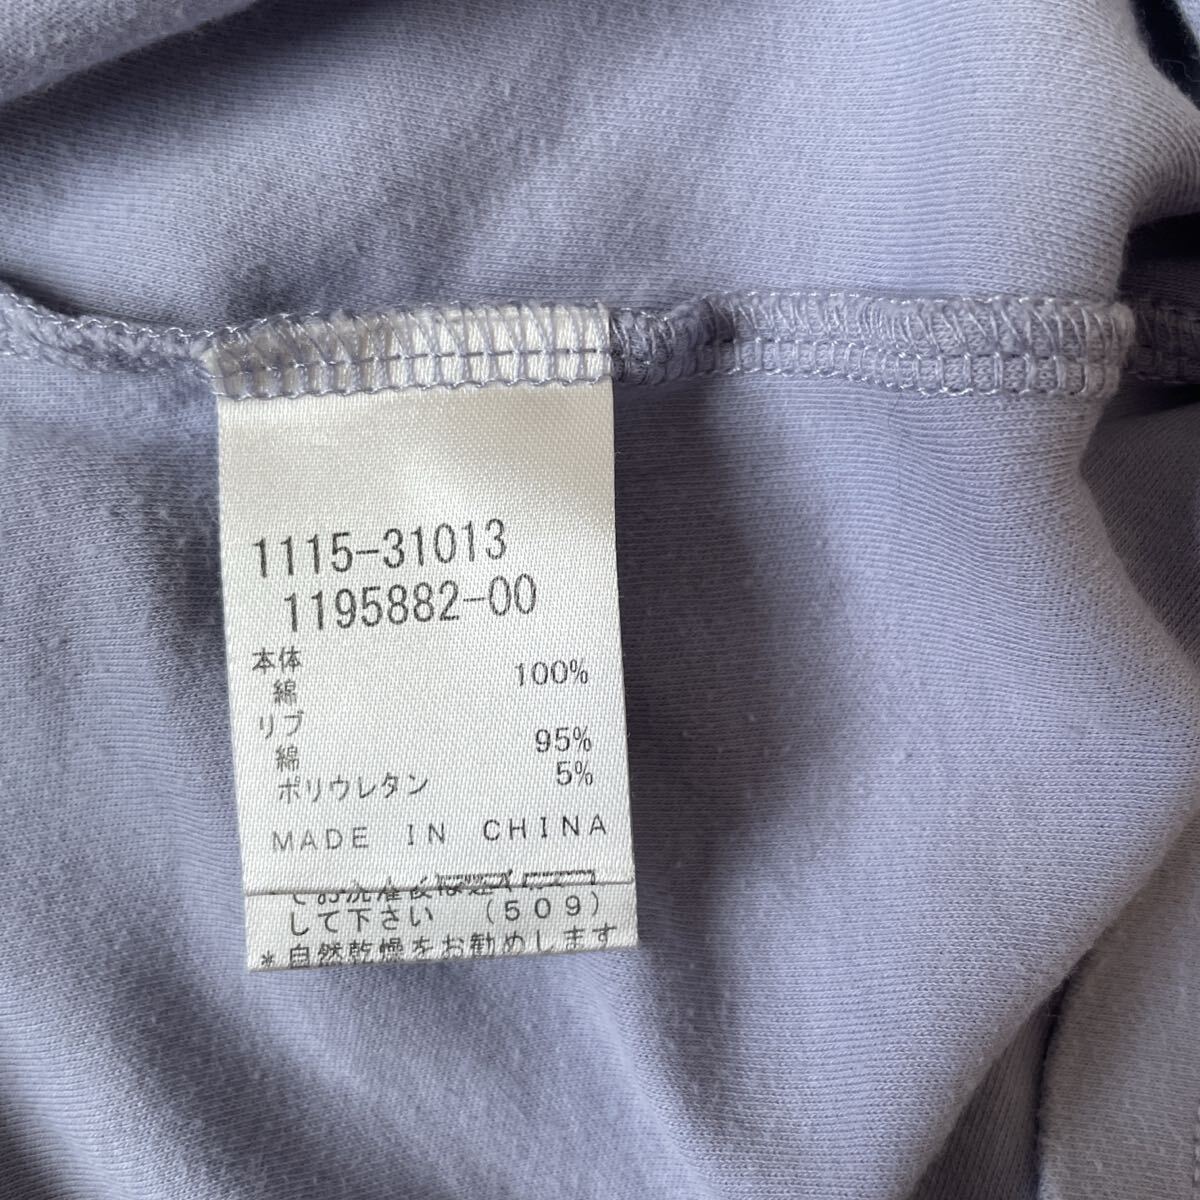 1115-31013
1195882-00
本体
綿 100%
リブ
綿 95%
ポリウレタン 5%
MADE IN CHINA
して下さい (509)
*自然乾燥をお勧めします